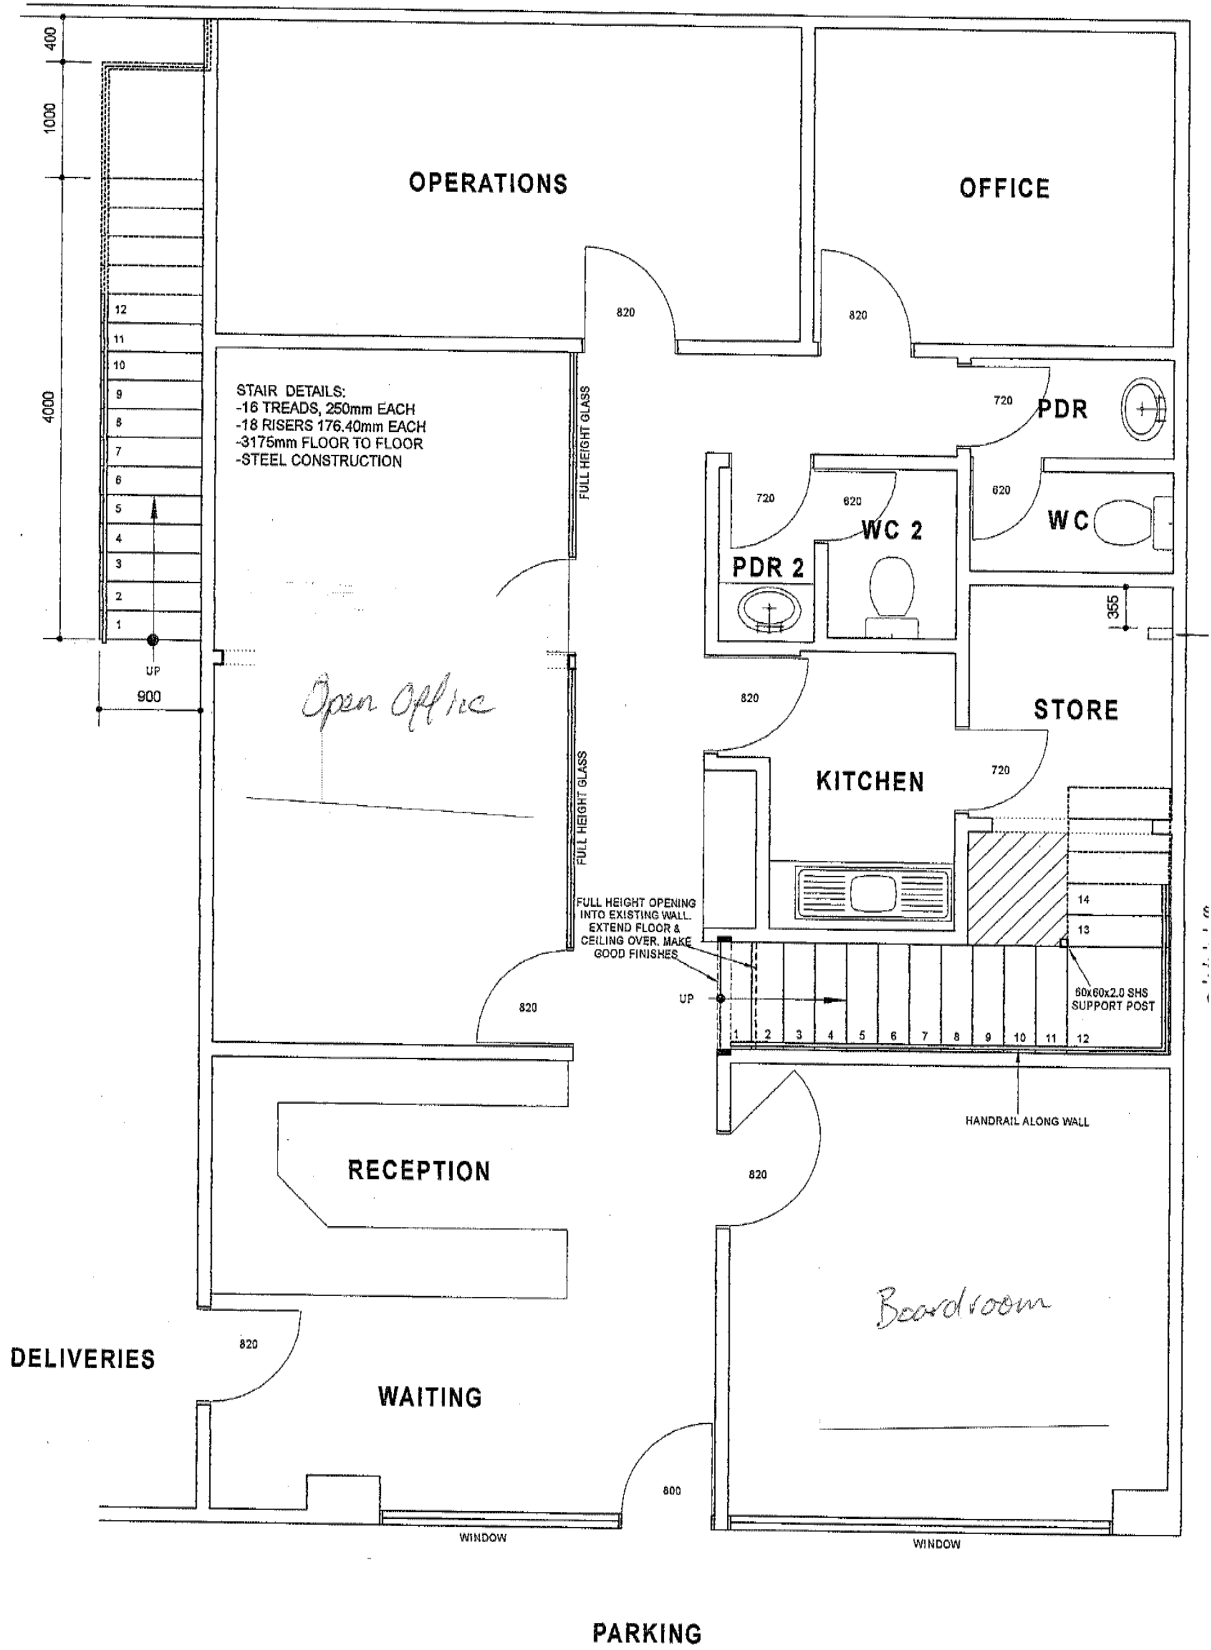 400
1000
4000
OPERATIONS
OFFICE
820
820
12
11
10
9
8
7
6
5
4
3
2
1
UP
900
STAIR DETAILS:
-16 TREADS, 250mm EACH
-18 RISERS 176.40mm EACH
-3175mm FLOOR TO FLOOR
-STEEL CONSTRUCTION
FULL HEIGHT GLASS
720
PDR
720
620
WC 2
620
WC
PDR 2
355
Open Office
820
STORE
KITCHEN
720
FULL HEIGHT GLASS
FULL HEIGHT OPENING
INTO EXISTING WALL.
EXTEND FLOOR &
CEILING OVER. MAKE
GOOD FINISHES
14
13
UP
60x60x2.0 SHS
SUPPORT POST
820
1 2 3 4 5 6 7 8 9 10 11 12
HANDRAIL ALONG WALL
RECEPTION
820
Boardroom
820
DELIVERIES
WAITING
800
WINDOW
WINDOW
PARKING